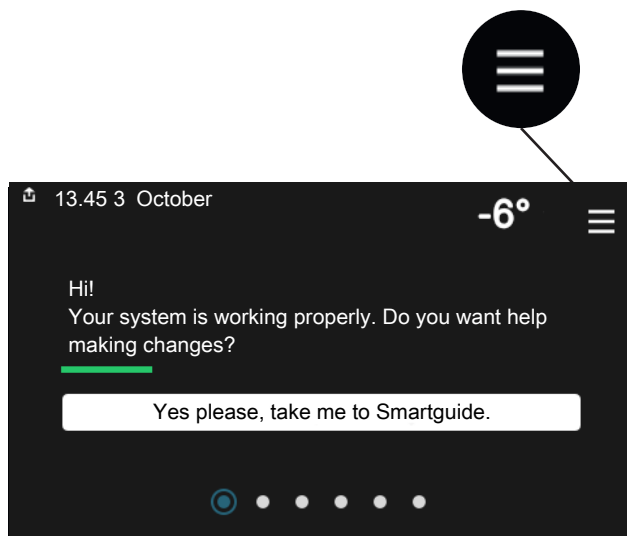 13.45 3 October
-6°
Hi!
Your system is working properly. Do you want help
making changes?
Yes please, take me to Smartguide.